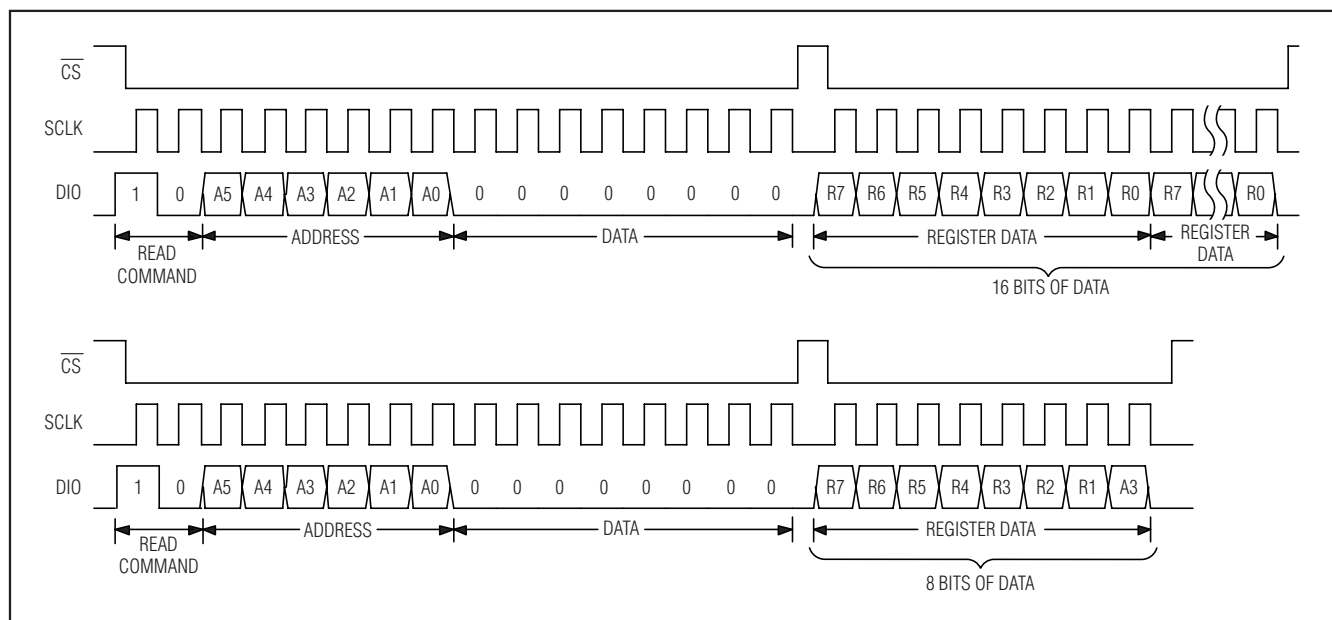 CS
SCLK
DIO 1 0 A5 A4 A3 A2 A1 A0 0 0 0 0 0 0 0 0 R7 R6 R5 R4 R3 R2 R1 R0 R7 R0
READ COMMAND ADDRESS DATA REGISTER DATA REGISTER DATA
16 BITS OF DATA
CS
SCLK
DIO 1 0 A5 A4 A3 A2 A1 A0 0 0 0 0 0 0 0 0 R7 R6 R5 R4 R3 R2 R1 A3
READ COMMAND ADDRESS DATA REGISTER DATA
8 BITS OF DATA